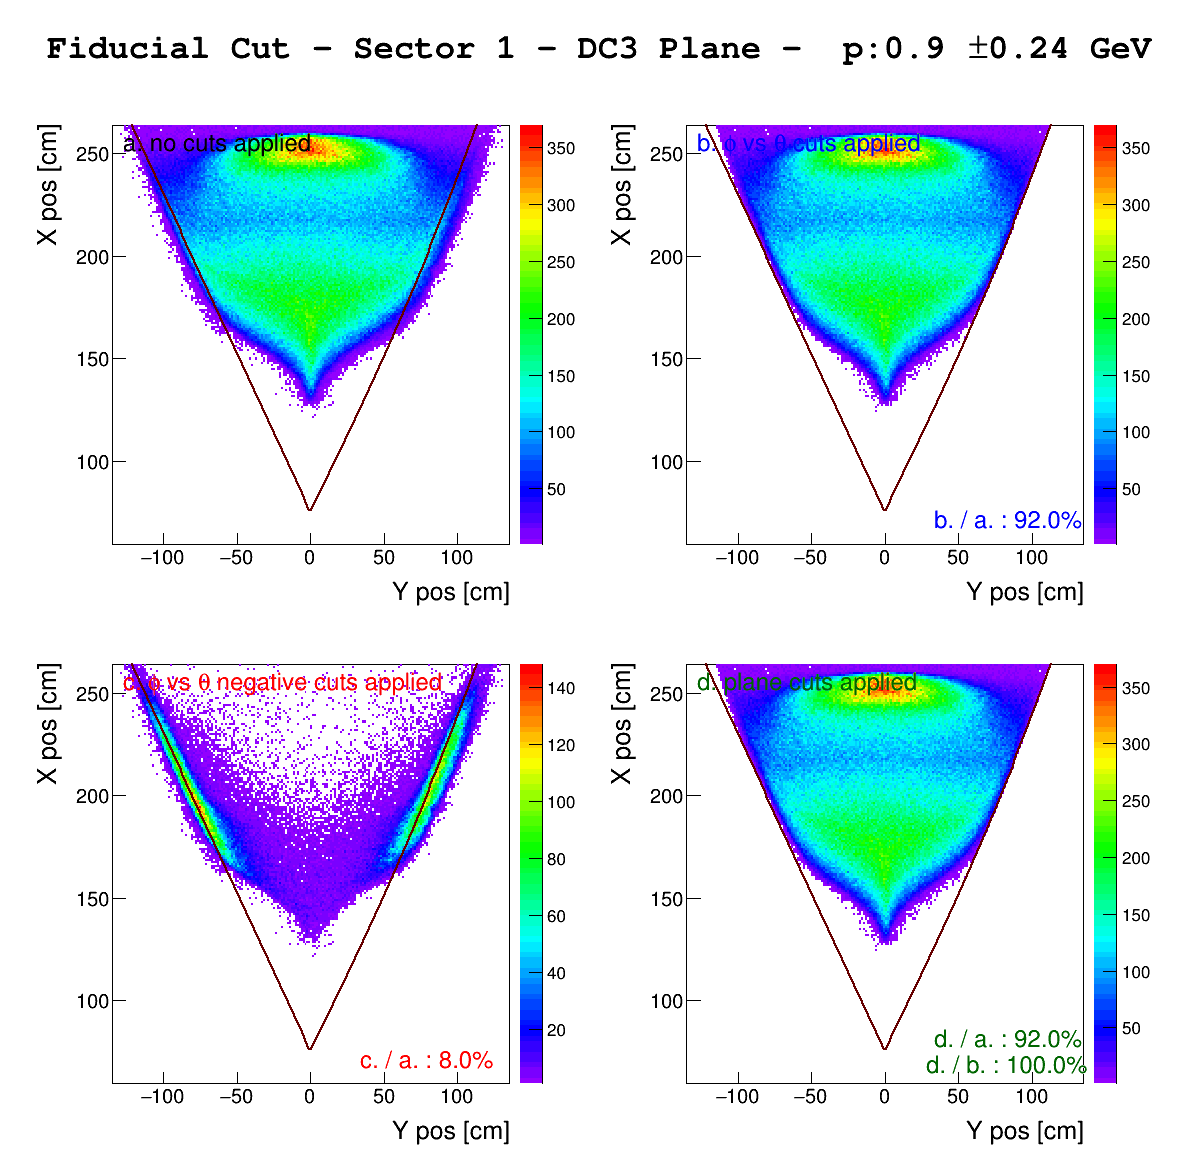 Fiducial Cut – Sector 1 – DC3 Plane – p:0.9 ±0.24 GeV
X pos [cm]
a. no cuts applied
250
200
150
100
−100 −50 0 50 100
Y pos [cm]
350
300
250
200
150
100
50
X pos [cm]
b. ϕ vs θ cuts applied
250
200
150
100
b. / a. : 92.0%
−100 −50 0 50 100
Y pos [cm]
350
300
250
200
150
100
50
X pos [cm]
c. ϕ vs θ negative cuts applied
250
200
150
100
c. / a. : 8.0%
−100 −50 0 50 100
Y pos [cm]
140
120
100
80
60
40
20
X pos [cm]
d. plane cuts applied
250
200
150
100
d. / a. : 92.0%
d. / b. : 100.0%
−100 −50 0 50 100
Y pos [cm]
350
300
250
200
150
100
50